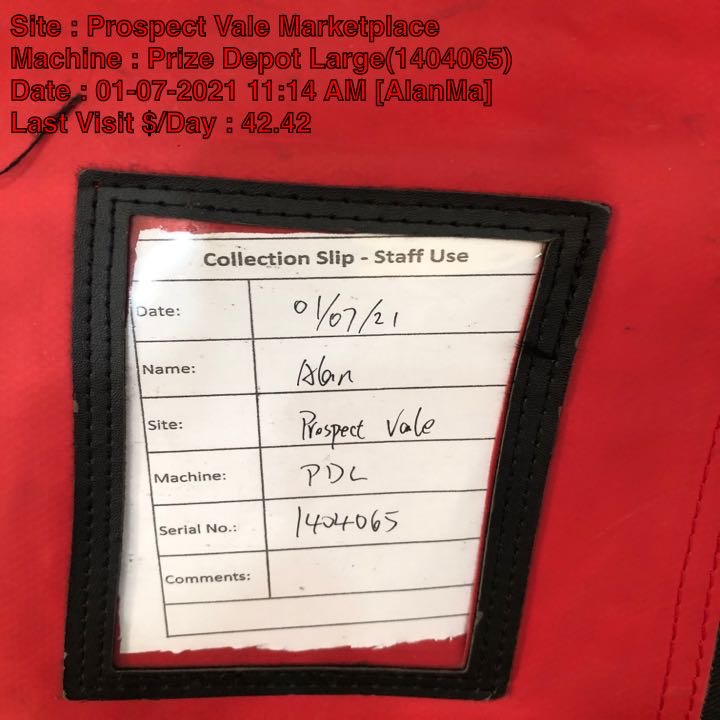 Site : Prospect Vale Marketplace
Machine : Prize Depot Large(1404065)
Date : 01-07-2021 11:14 AM [AlanMa]
Last Visit $/Day : 42.42
Collection Slip - Staff Use
Date: 01/07/21
Name: Alan
Site: Prospect Vale
Machine: PDL
Serial No.: 1404065
Comments: